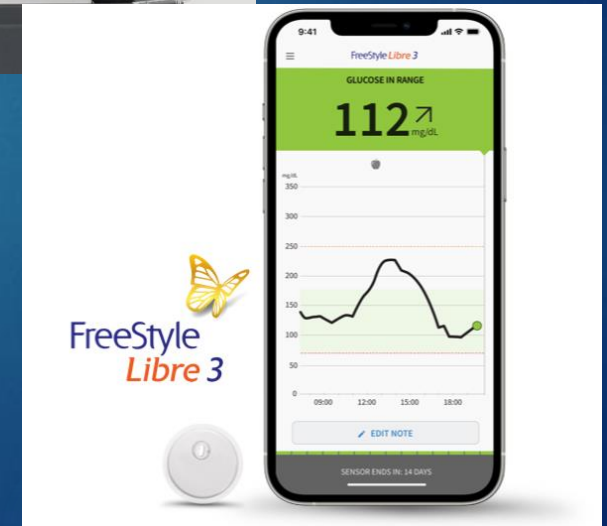 9:41
FreeStyle Libre 3
GLUCOSE IN RANGE
112
mg/dL
mg/dL
350
300
250
200
150
100
50
0
09:00 12:00 15:00 18:00
EDIT NOTE
SENSOR ENDS IN: 14 DAYS
FreeStyle
Libre 3